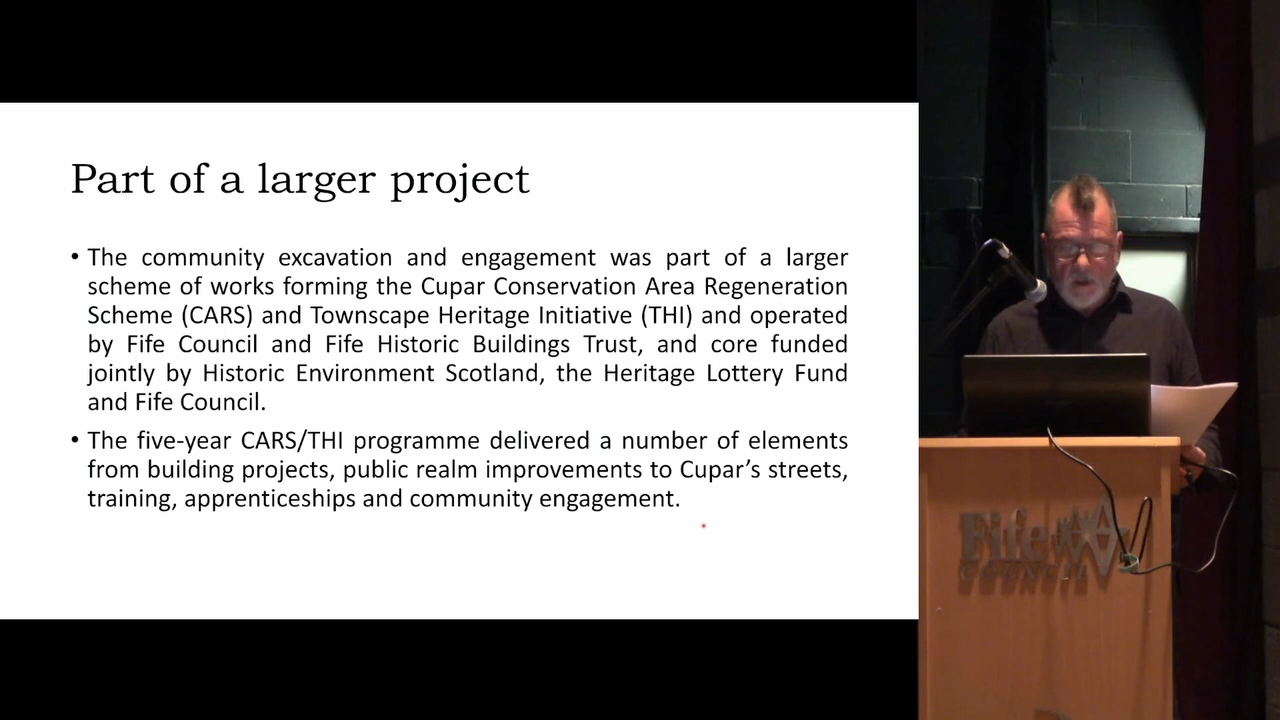 Part of a larger project
• The community excavation and engagement was part of a larger
scheme of works forming the Cupar Conservation Area Regeneration
Scheme (CARS) and Townscape Heritage Initiative (THI) and operated
by Fife Council and Fife Historic Buildings Trust, and core funded
jointly by Historic Environment Scotland, the Heritage Lottery Fund
and Fife Council.
• The five-year CARS/THI programme delivered a number of elements
from building projects, public realm improvements to Cupar’s streets,
training, apprenticeships and community engagement.
Fife
COUNCIL